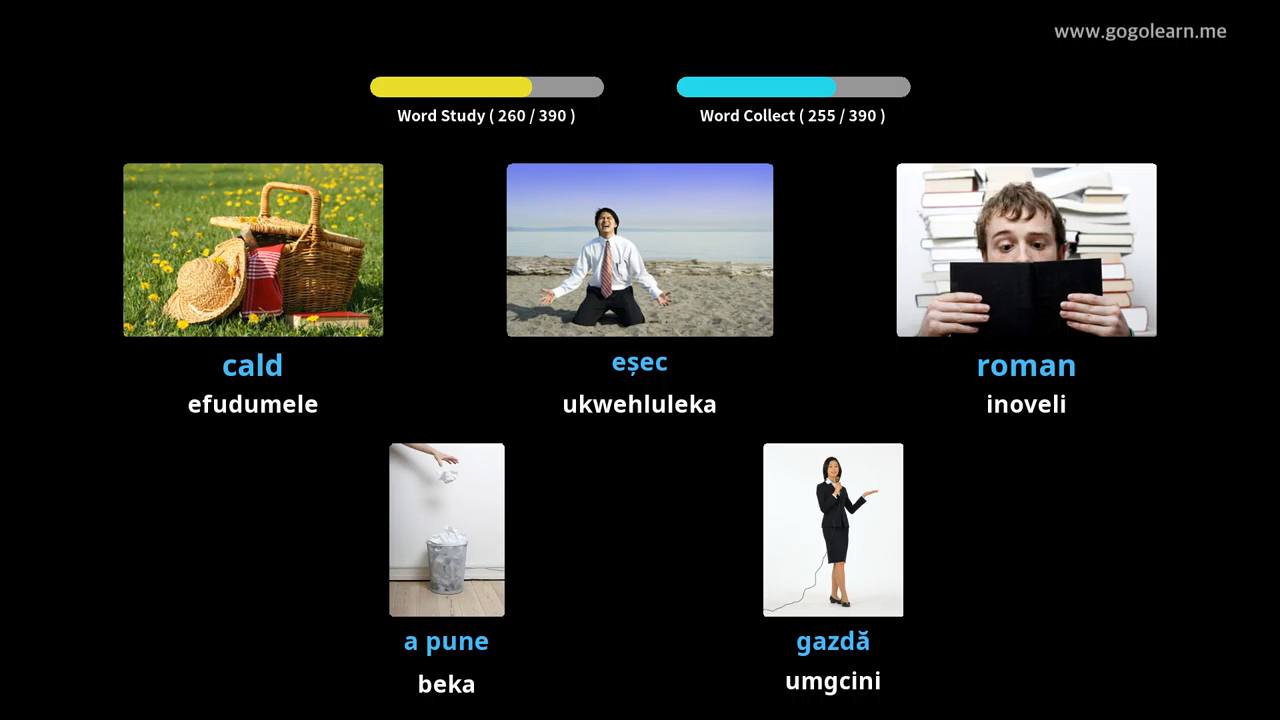 www.gogolearn.me
Word Study ( 260 / 390 )
Word Collect ( 255 / 390 )
cald
eșec
roman
efudumele
ukwehluleka
inoveli
a pune
gazdă
beka
umgcini